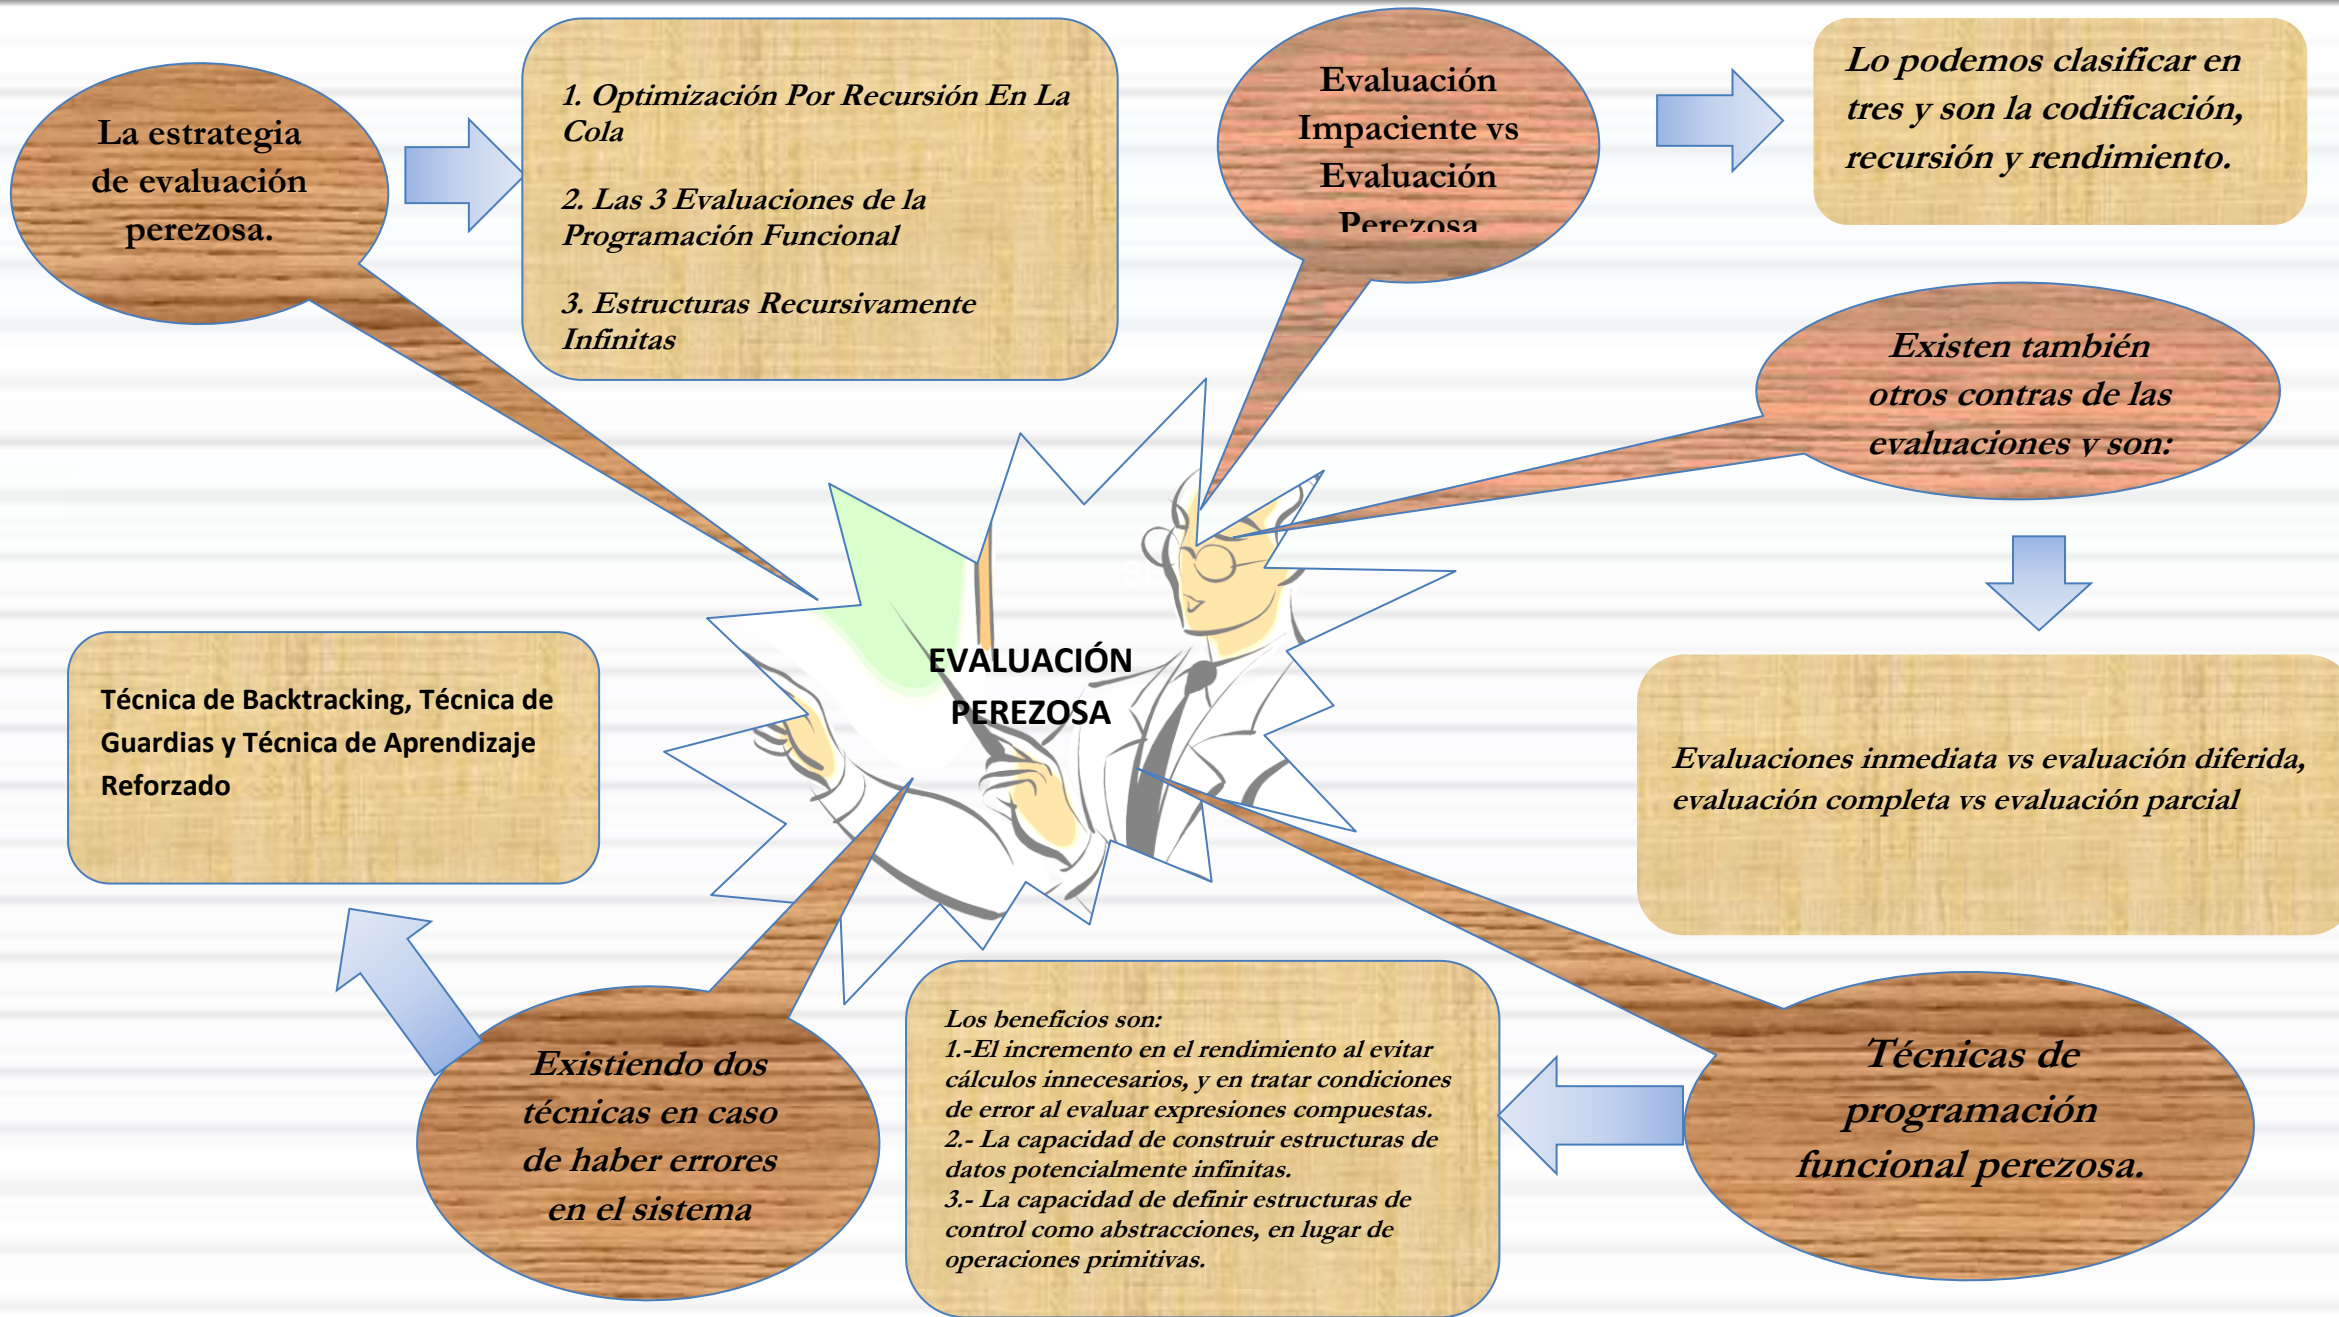 La estrategia
de evaluación
perezosa.
1. Optimización Por Recursión En La
Cola
2. Las 3 Evaluaciones de la
Programación Funcional
3. Estructuras Recursivamente
Infinitas
Evaluación
Impaciente vs
Evaluación
Perezosa
Lo podemos clasificar en
tres y son la codificación,
recursión y rendimiento.
Existen también
otros contras de las
evaluaciones y son:
EVALUACIÓN
PEREZOSA
Técnica de Backtracking, Técnica de
Guardias y Técnica de Aprendizaje
Reforzado
Evaluaciones inmediata vs evaluación diferida,
evaluación completa vs evaluación parcial
Existiendo dos
técnicas en caso
de haber errores
en el sistema
Los beneficios son:
1.-El incremento en el rendimiento al evitar
cálculos innecesarios, y en tratar condiciones
de error al evaluar expresiones compuestas.
2.- La capacidad de construir estructuras de
datos potencialmente infinitas.
3.- La capacidad de definir estructuras de
control como abstracciones, en lugar de
operaciones primitivas.
Técnicas de
programación
funcional perezosa.